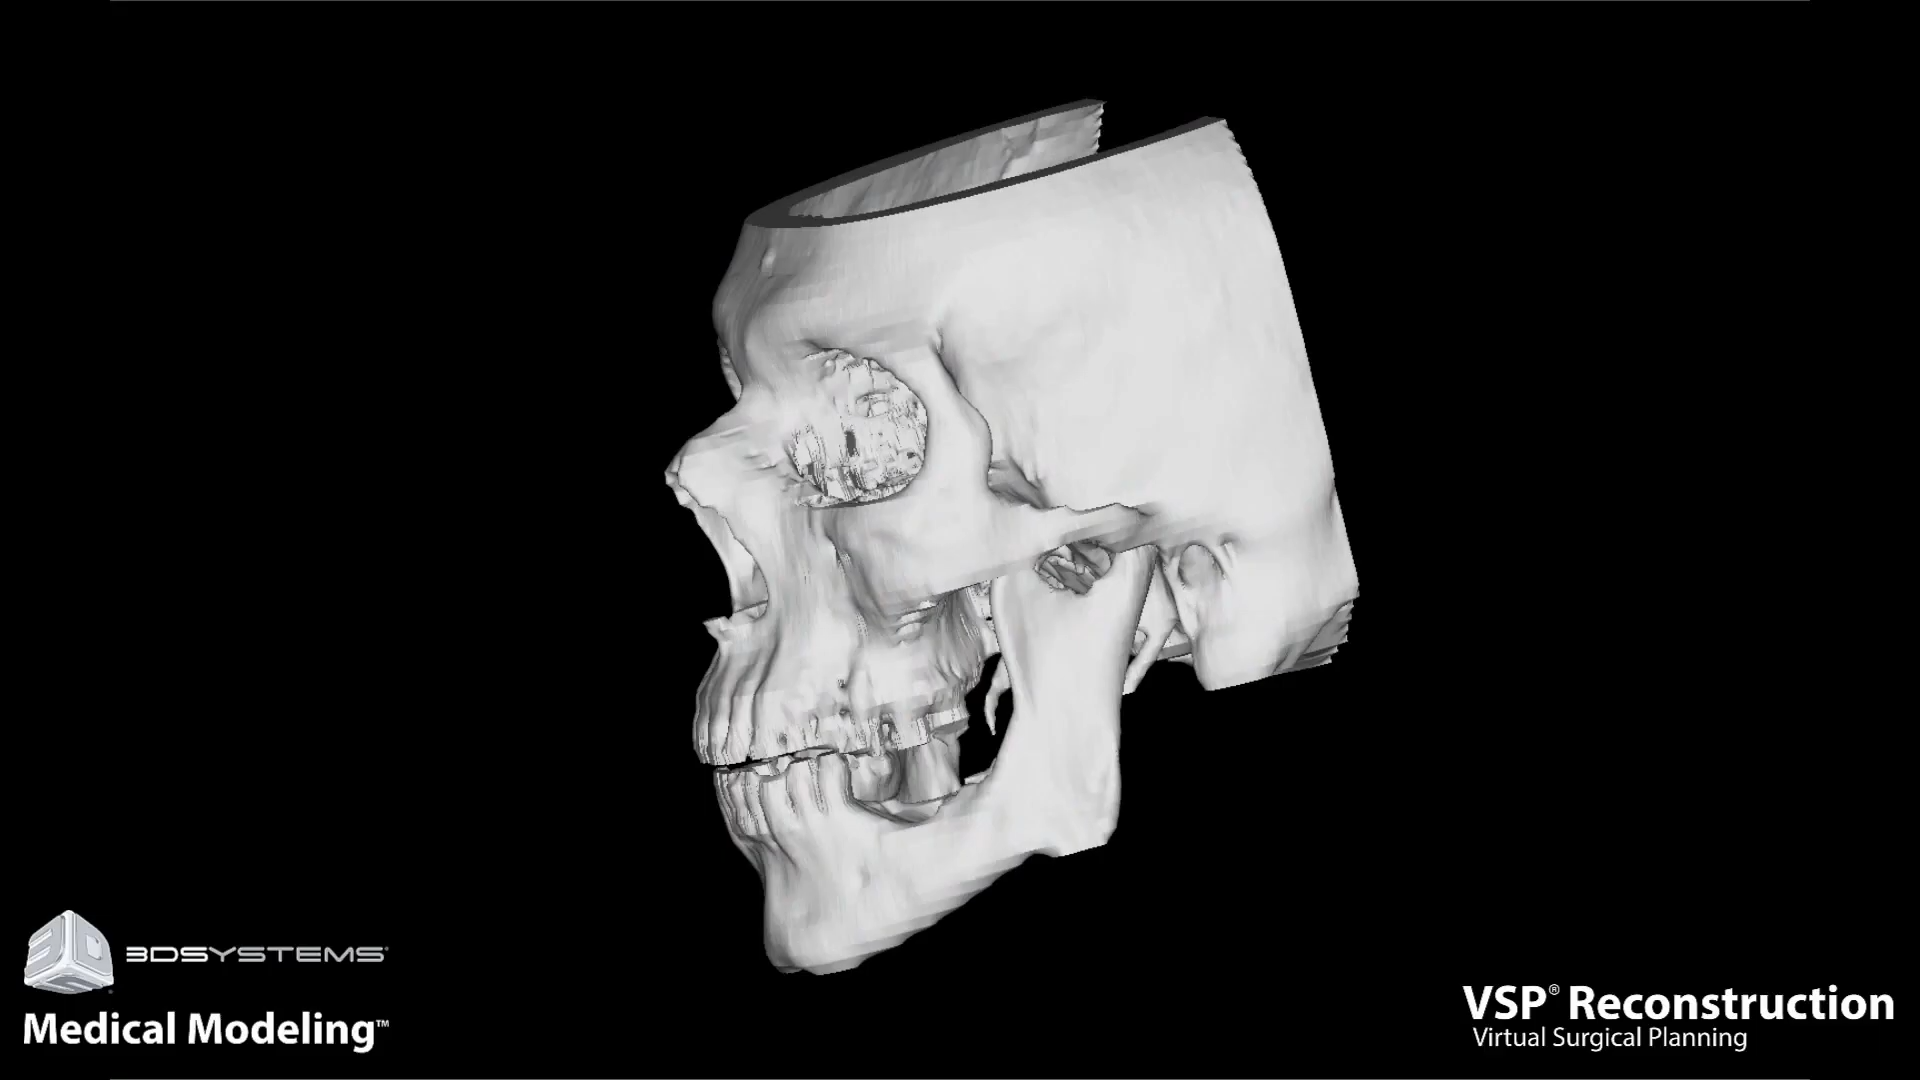 3DSYSTEMS®
Medical Modeling™
VSP® Reconstruction
Virtual Surgical Planning